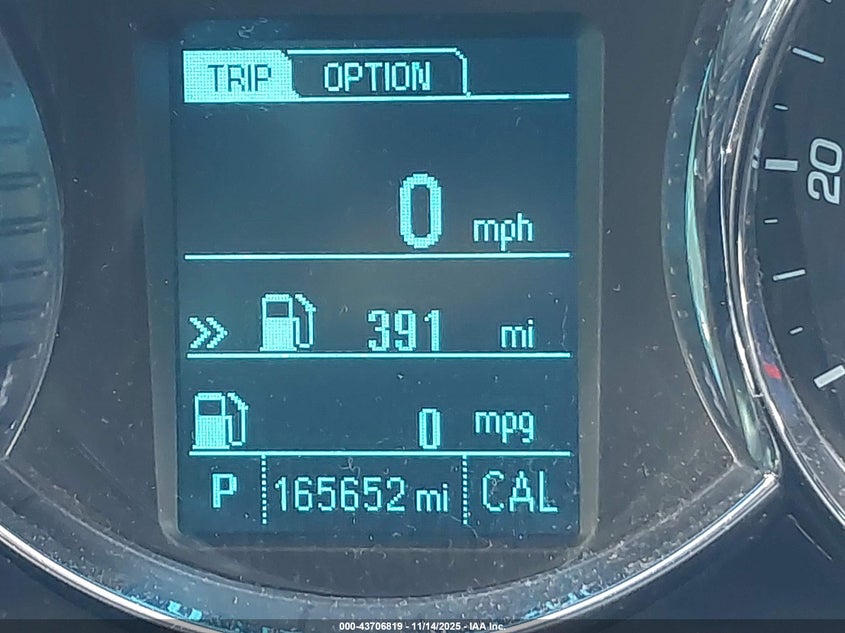 TRIP OPTION
0 mph
20
391 mi
0 mpg
P 165652 mi CAL
000-43706819 - 11/14/2025 - IAA Inc.